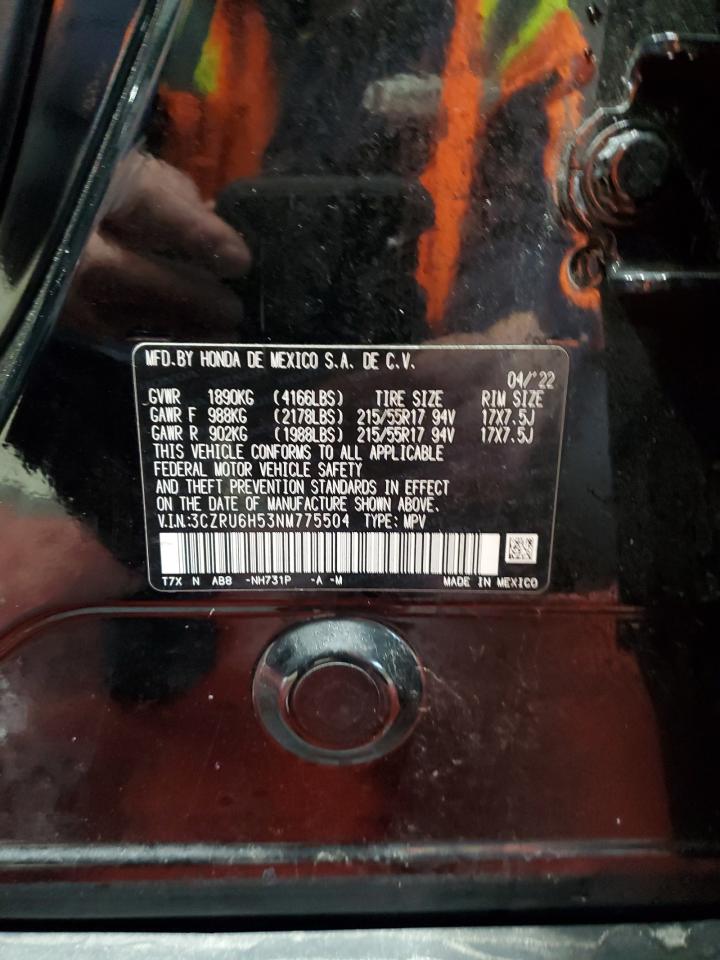 MFD.BY HONDA DE MEXICO S.A. DE C.V.
04/'22
GVWR 1890KG (4166LBS) TIRE SIZE RIM SIZE
GAWR F 988KG (2178LBS) 215/55R17 94V 17X7.5J
GAWR R 902KG (1988LBS) 215/55R17 94V 17X7.5J
THIS VEHICLE CONFORMS TO ALL APPLICABLE
FEDERAL MOTOR VEHICLE SAFETY
AND THEFT PREVENTION STANDARDS IN EFFECT
ON THE DATE OF MANUFACTURE SHOWN ABOVE.
V.I.N.:3CZRU6H53NM775504 TYPE: MPV
T7X N AB8 -NH731P -A -M MADE IN MEXICO